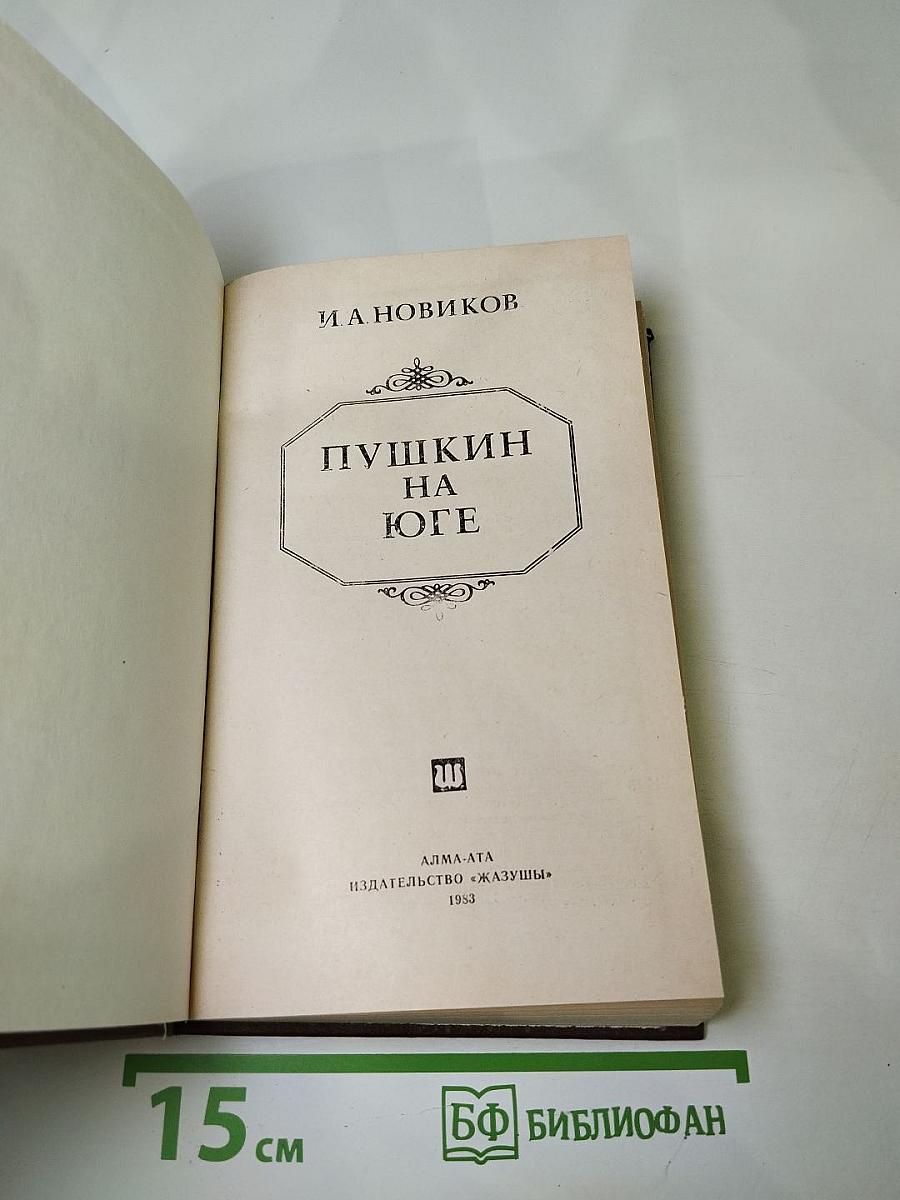 И. А. НОВИКОВ
ПУШКИН
НА
ЮГЕ
АЛМА-АТА
ИЗДАТЕЛЬСТВО «ЖАЗУШЫ»
1983
15 см
БФ БИБЛИОФАН